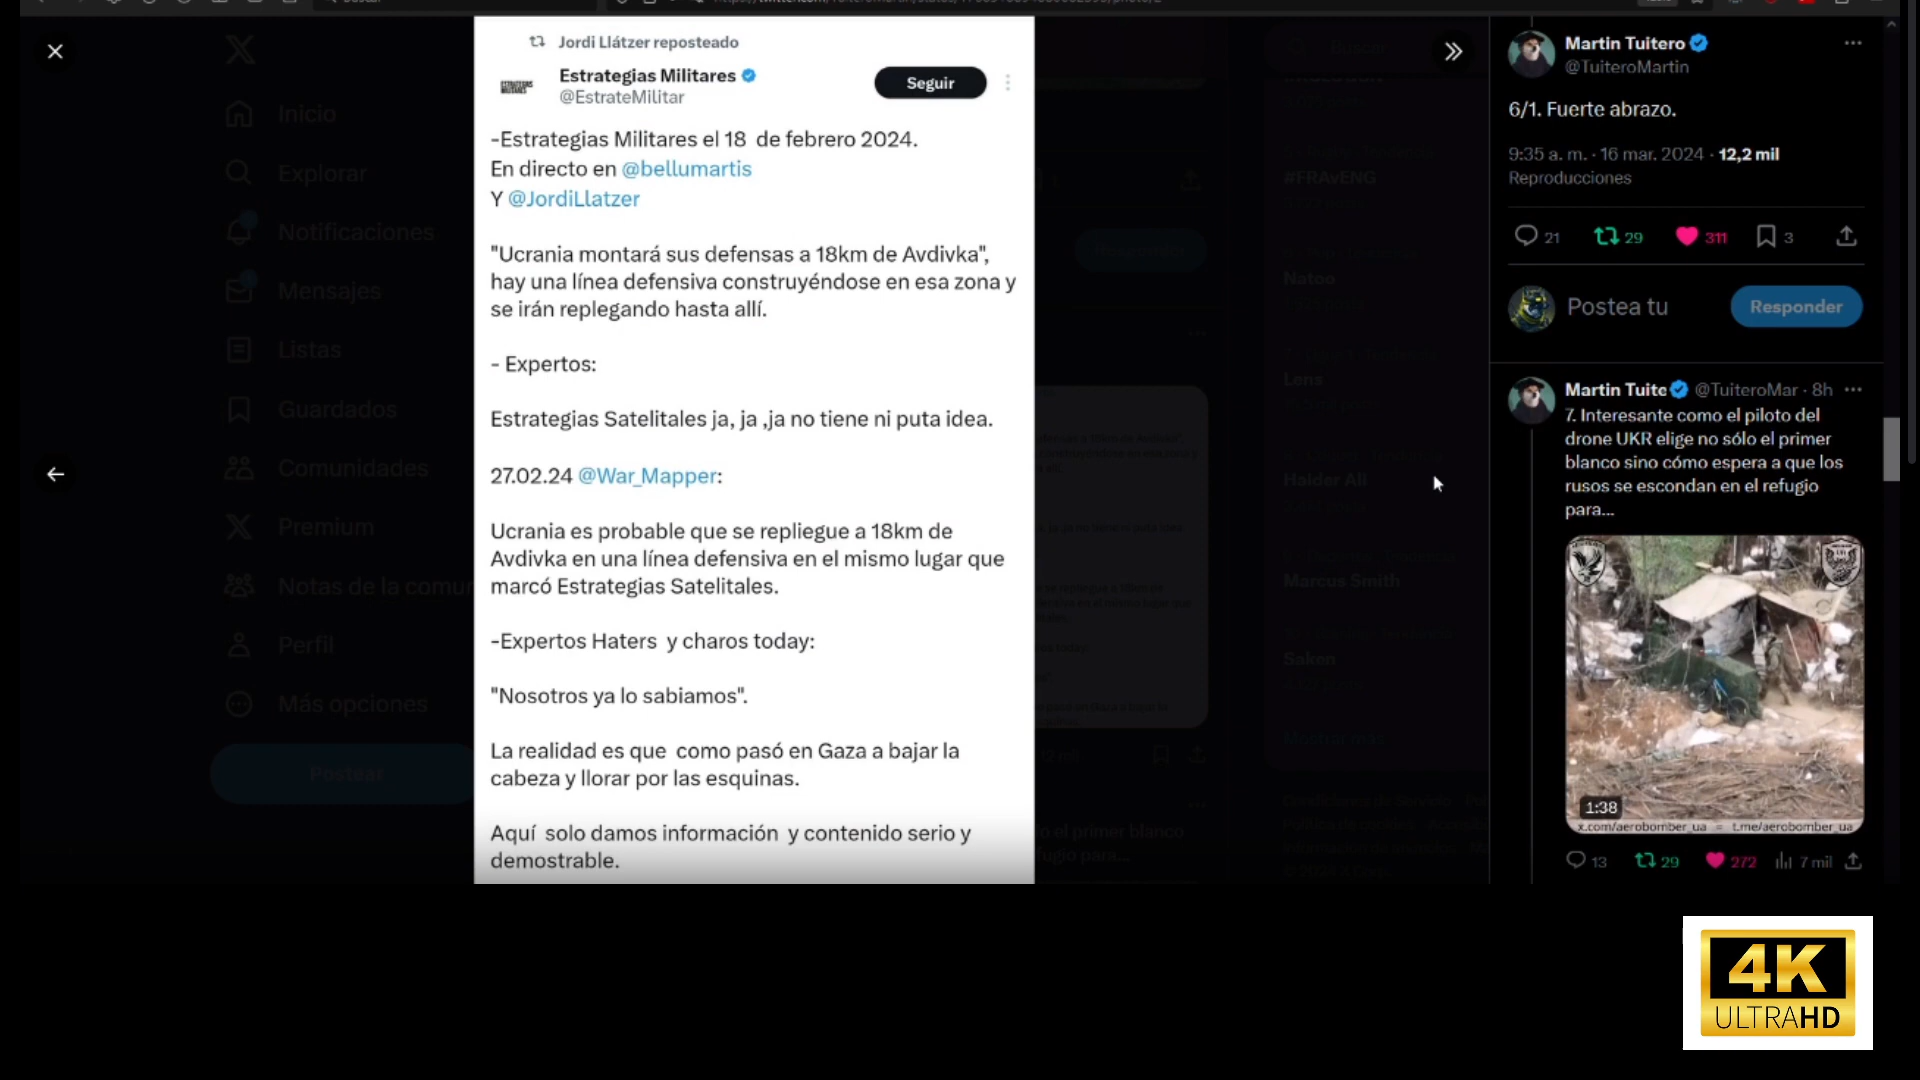 Jordi Llátzer reposteado
Estrategias Militares
@EstrateMilitar
Seguir
-Estrategias Militares el 18 de febrero 2024.
En directo en @bellumartis
Y @JordiLlatzer
"Ucrania montará sus defensas a 18km de Avdivka",
hay una línea defensiva construyéndose en esa zona y
se irán replegando hasta allí.
- Expertos:
Estrategias Satelitales ja, ja ,ja no tiene ni puta idea.
27.02.24 @War_Mapper:
Ucrania es probable que se repliegue a 18km de
Avdivka en una línea defensiva en el mismo lugar que
marcó Estrategias Satelitales.
-Expertos Haters y charos today:
"Nosotros ya lo sabiamos".
La realidad es que como pasó en Gaza a bajar la
cabeza y llorar por las esquinas.
Aquí solo damos información y contenido serio y
demostrable.
Inicio
Explorar
Notificaciones
Mensajes
Listas
Guardados
Comunidades
Premium
Notas de la comun
Perfil
Más opciones
Postear
#FRAvENG
Natoo
Lens
Haider Ali
Marcus Smith
Saken
Mostrar más
Martin Tuitero
@TuiteroMartin
6/1. Fuerte abrazo.
9:35 a. m. · 16 mar. 2024 · 12,2 mil
Reproducciones
21 29 311 3
Postea tu
Responder
Martin Tuite @TuiteroMar · 8h
7. Interesante como el piloto del
drone UKR elige no sólo el primer
blanco sino cómo espera a que los
rusos se escondan en el refugio
para...
1:38
x.com/aerobomber_ua = t.me/aerobomber_ua
13 29 272 7 mil
4K
ULTRAHD